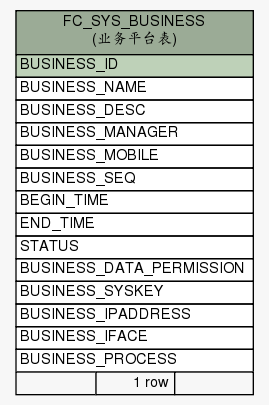 FC_SYS_BUSINESS
(业务平台表)
BUSINESS_ID
BUSINESS_NAME
BUSINESS_DESC
BUSINESS_MANAGER
BUSINESS_MOBILE
BUSINESS_SEQ
BEGIN_TIME
END_TIME
STATUS
BUSINESS_DATA_PERMISSION
BUSINESS_SYSKEY
BUSINESS_IPADDRESS
BUSINESS_IFACE
BUSINESS_PROCESS
1 row